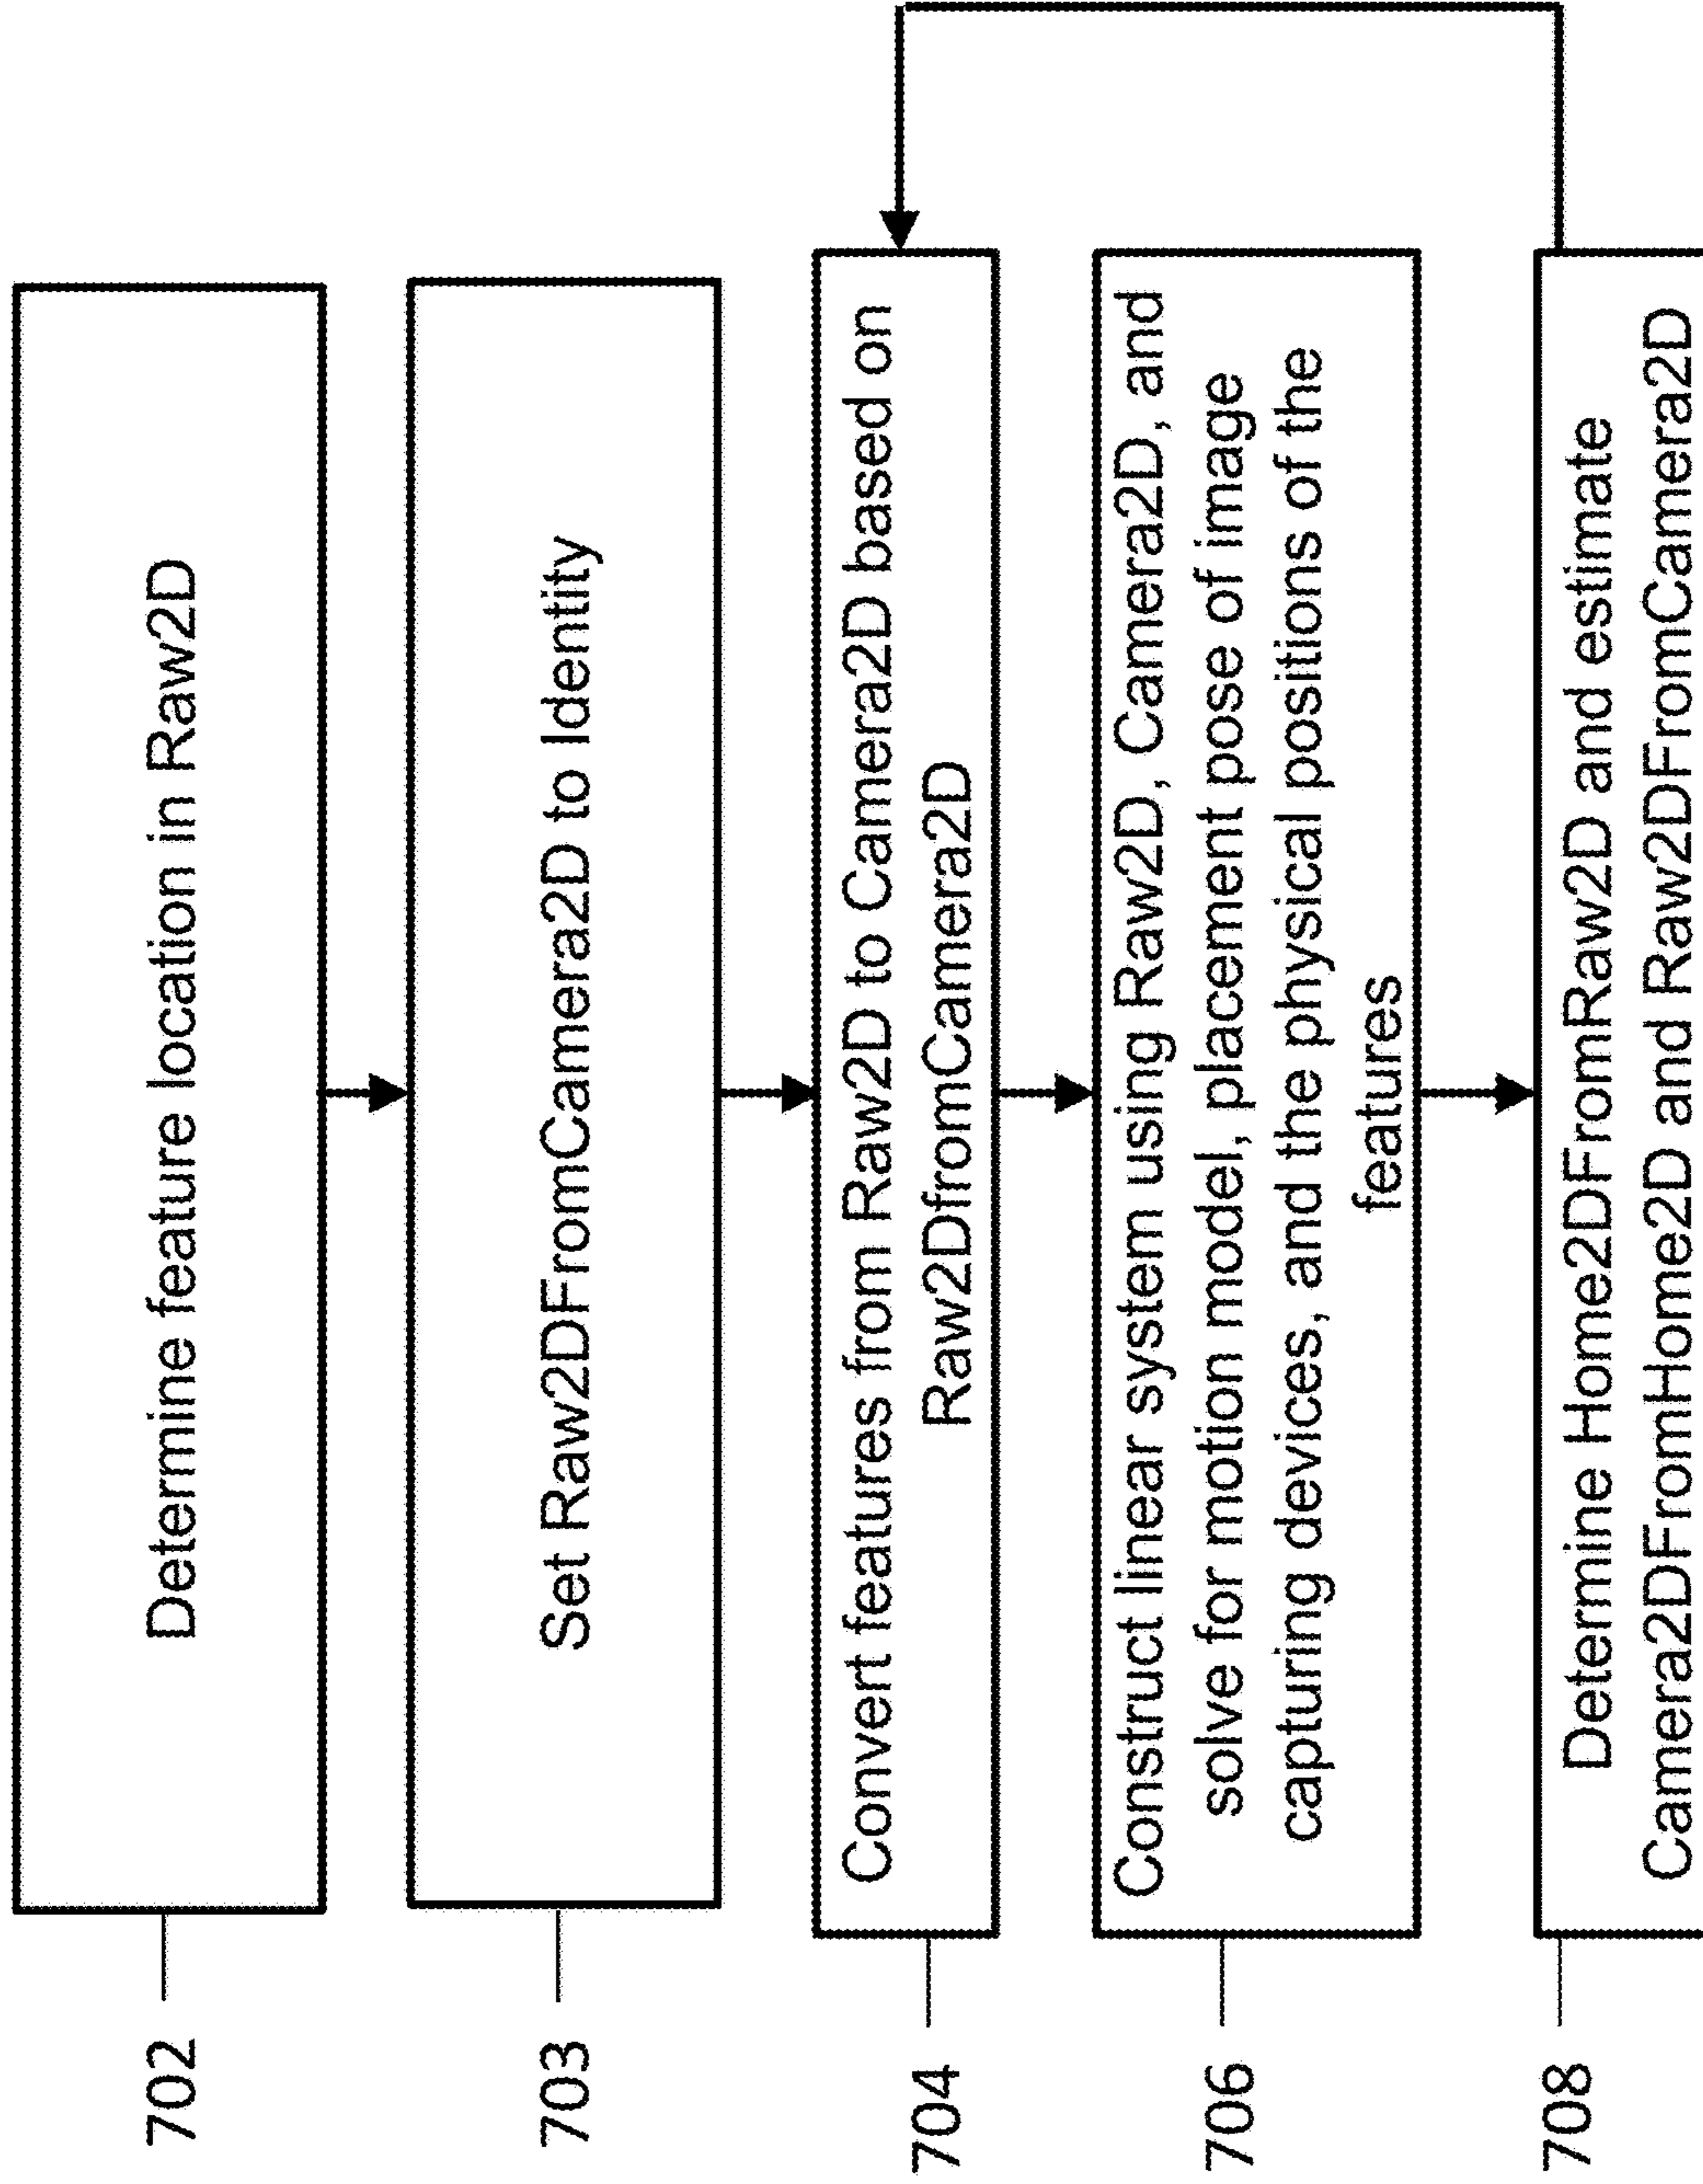 702
Determine feature location in Raw2D
703
Set Raw2DFromCamera2D to Identity
704
Convert features from Raw2D to Camera2D based on
Raw2DfromCamera2D
706
Construct linear system using Raw2D, Camera2D, and
solve for motion model, placement pose of image
capturing devices, and the physical positions of the
features
708
Determine Home2DFromRaw2D and estimate
Camera2DFromHome2D and Raw2DFromCamera2D